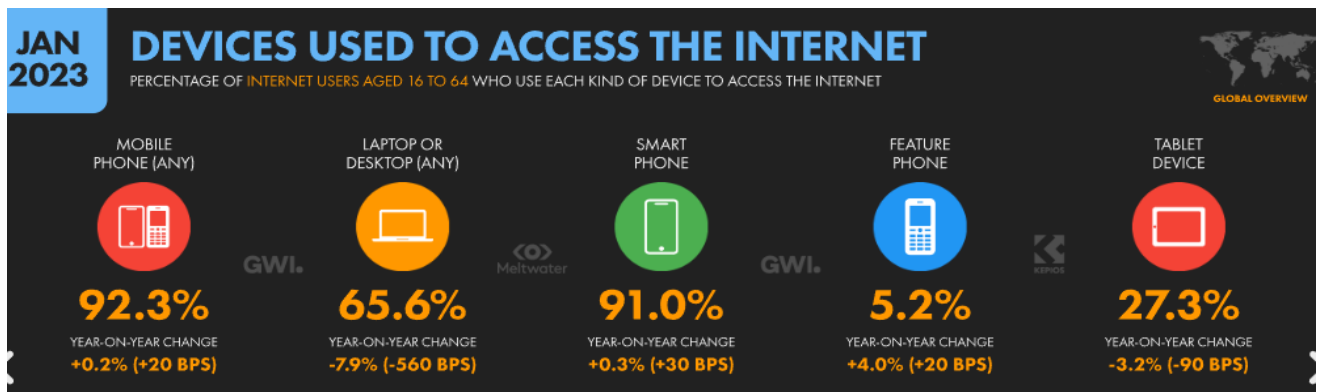 JAN
2023
DEVICES USED TO ACCESS THE INTERNET
PERCENTAGE OF INTERNET USERS AGED 16 TO 64 WHO USE EACH KIND OF DEVICE TO ACCESS THE INTERNET
GLOBAL OVERVIEW
MOBILE
PHONE (ANY)
92.3%
YEAR-ON-YEAR CHANGE
+0.2% (+20 BPS)
GWI.
LAPTOP OR
DESKTOP (ANY)
65.6%
YEAR-ON-YEAR CHANGE
-7.9% (-560 BPS)
Meltwater
SMART
PHONE
91.0%
YEAR-ON-YEAR CHANGE
+0.3% (+30 BPS)
GWI.
FEATURE
PHONE
5.2%
YEAR-ON-YEAR CHANGE
+4.0% (+20 BPS)
KEPIOS
TABLET
DEVICE
27.3%
YEAR-ON-YEAR CHANGE
-3.2% (-90 BPS)